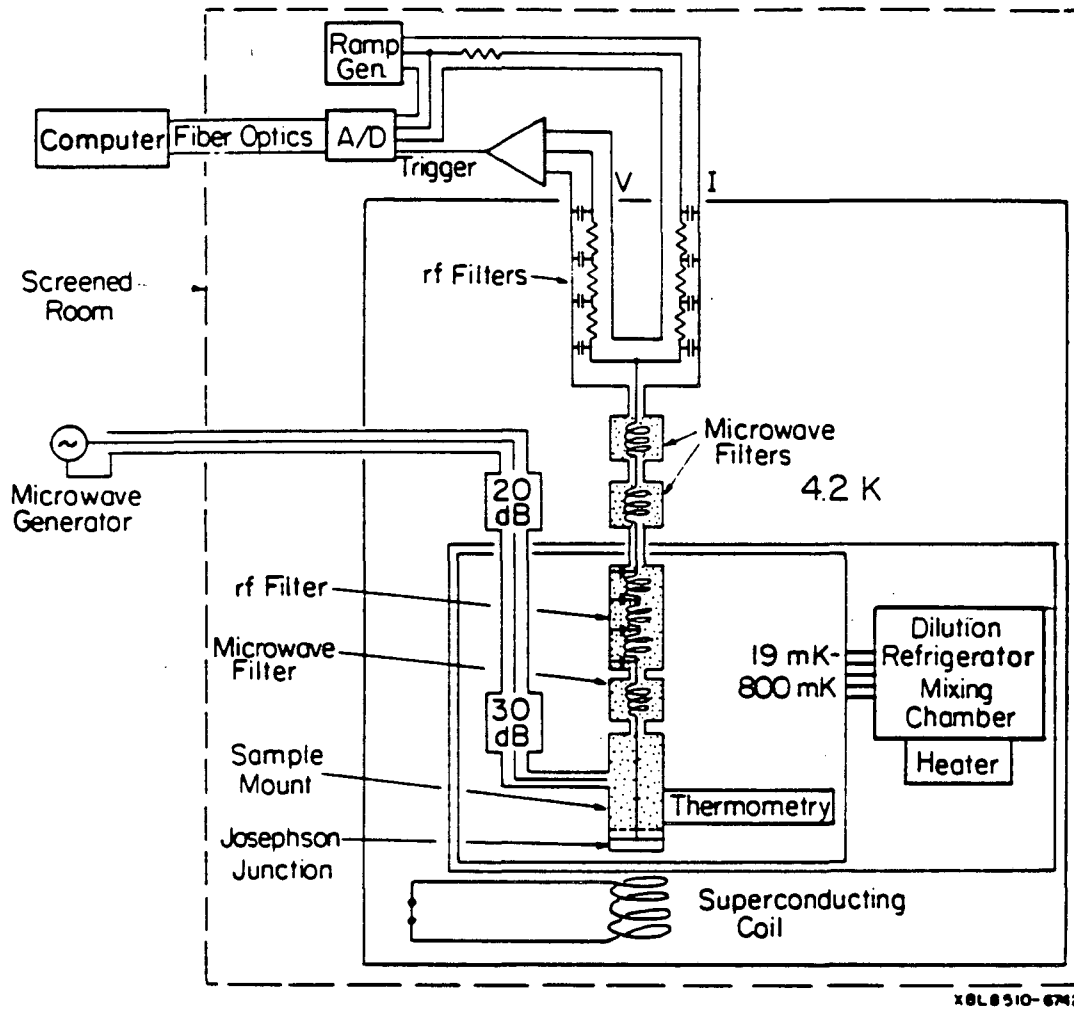 Ramp
Gen.
Computer
Fiber Optics
A/D
Trigger
V
I
rf Filters
Screened
Room
Microwave
Filters
4.2 K
Microwave
Generator
20
dB
rf Filter
Microwave
Filter
19 mK-
800 mK
Dilution
Refrigerator
Mixing
Chamber
Heater
30
dB
Sample
Mount
Thermometry
Josephson
Junction
Superconducting
Coil
XBL8510-6742